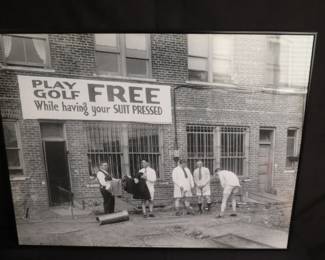 PLAY GOLF FREE
While having your SUIT PRESSED